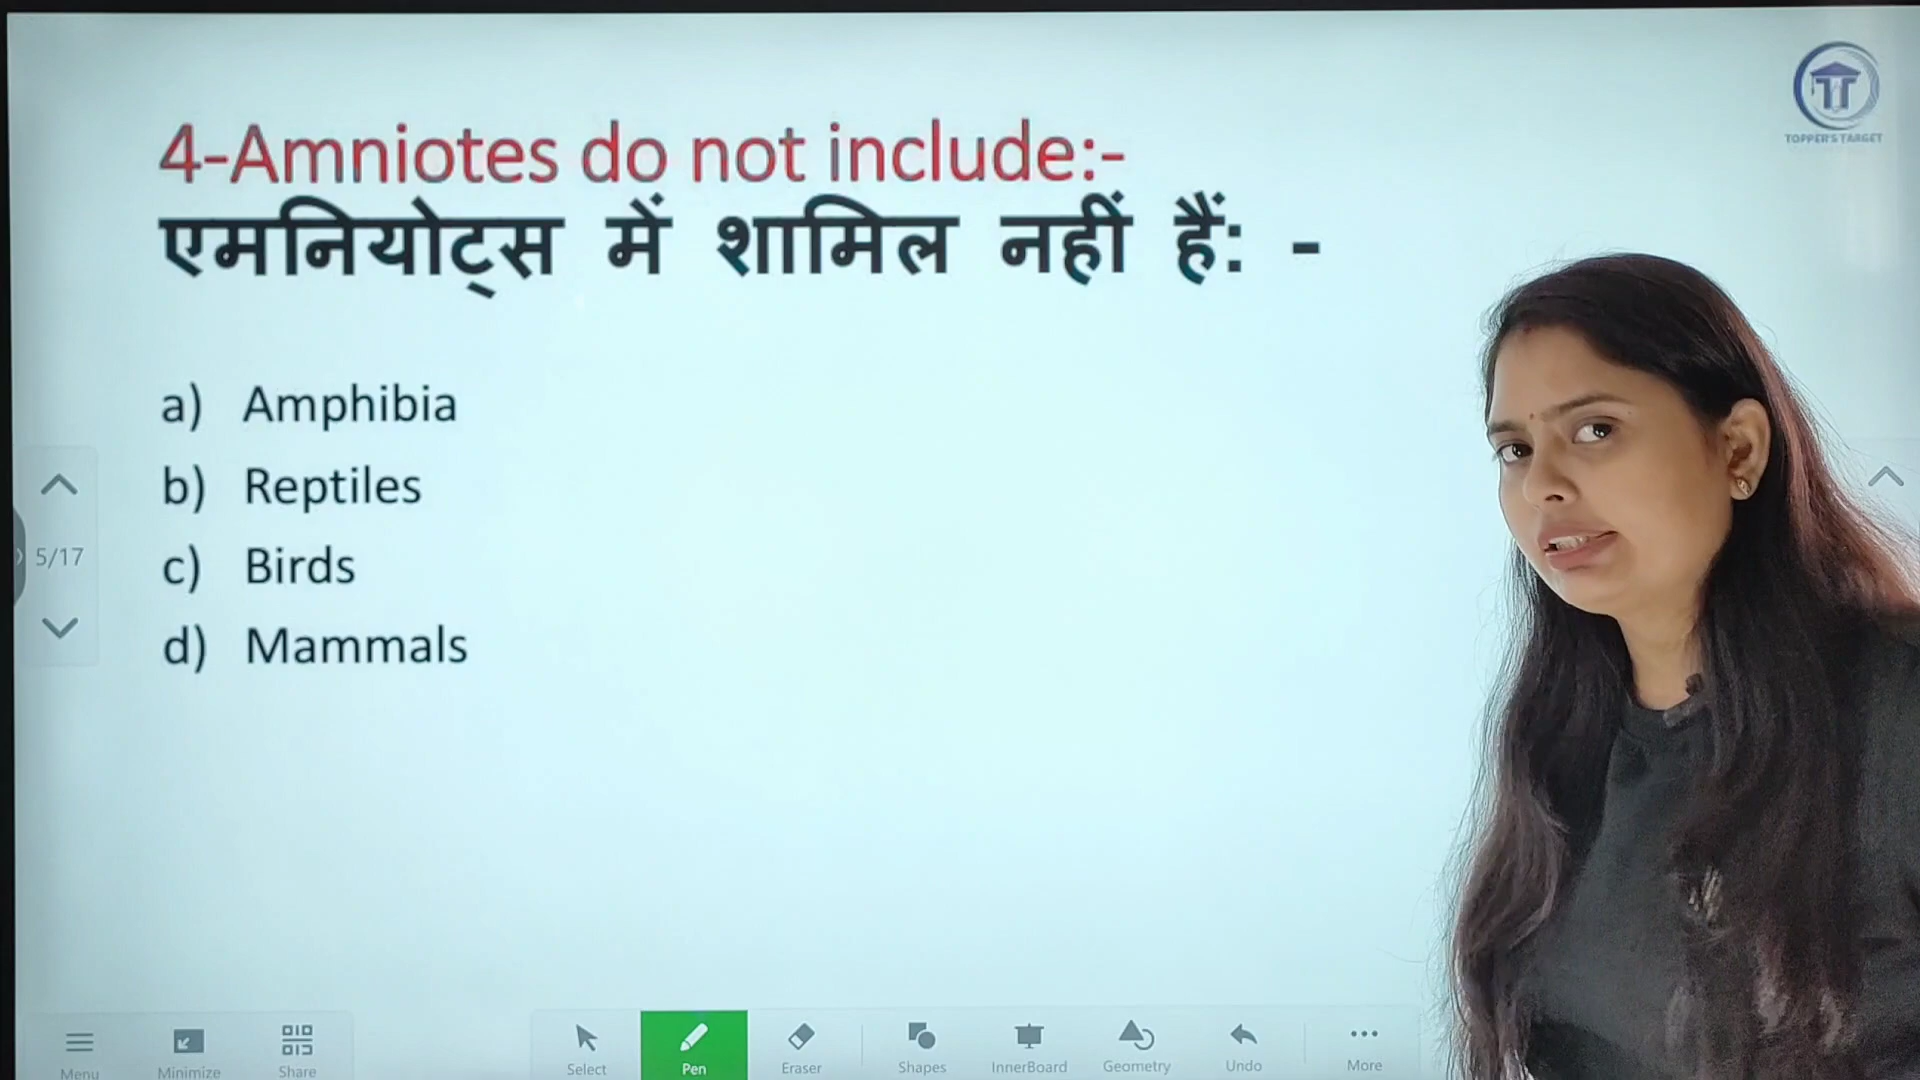 TOPPER'S TARGET
4-Amniotes do not include:-
एमनियोट्स में शामिल नहीं हैं: -
a) Amphibia
b) Reptiles
c) Birds
d) Mammals
5/17
Menu
Minimize
Share
Select
Pen
Eraser
Shapes
InnerBoard
Geometry
Undo
More